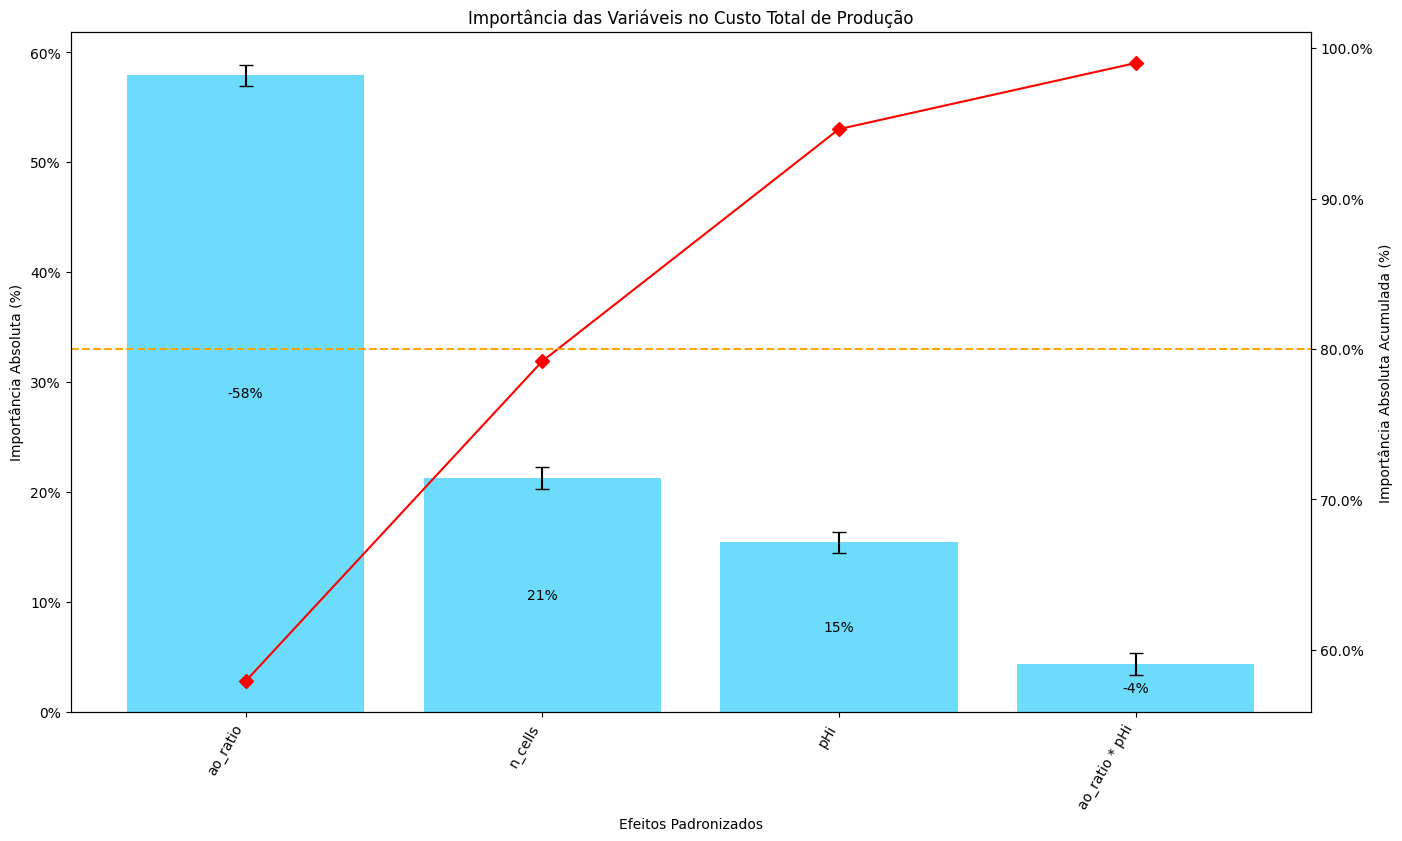 Importância das Variáveis no Custo Total de Produção
60%
50%
40%
30%
20%
10%
0%
Importância Absoluta (%)
-58%
21%
15%
-4%
100.0%
90.0%
80.0%
70.0%
60.0%
Importância Absoluta Acumulada (%)
ao_ratio
n_cells
pHi
ao_ratio * pHi
Efeitos Padronizados